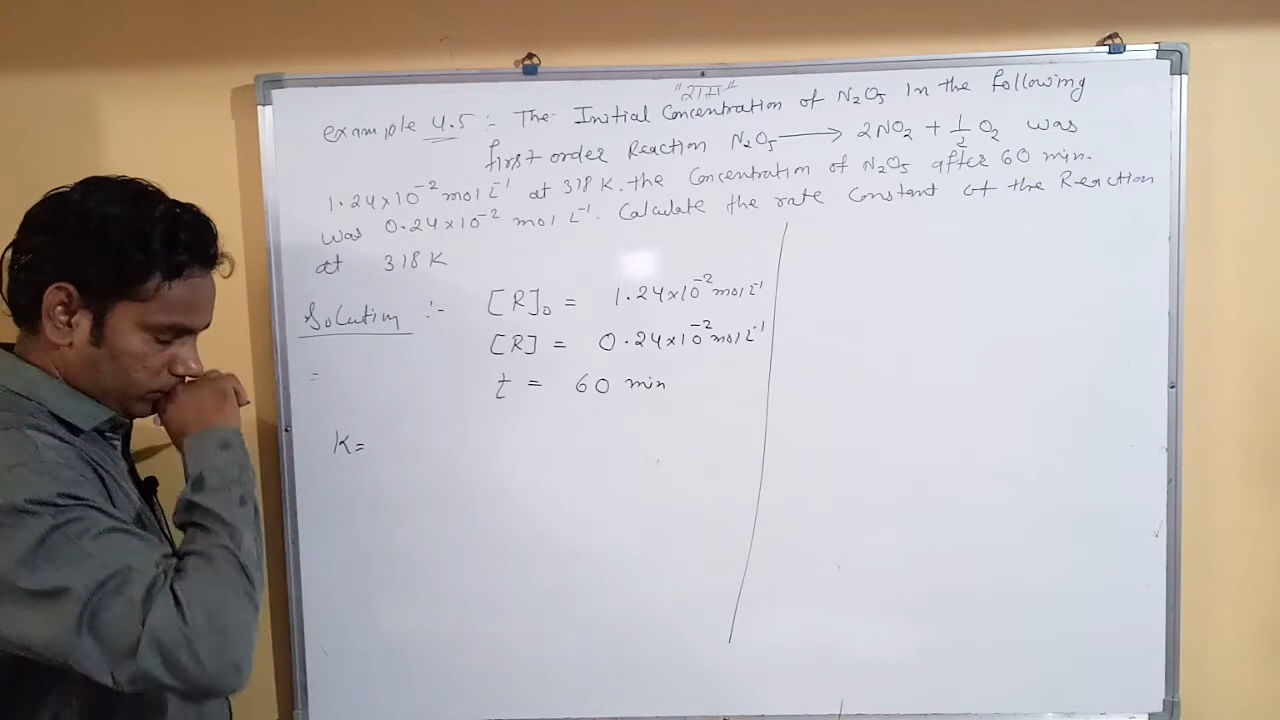 "राम"
example 4.5 :- The Initial Concentration of N₂O₅ In the following
first order Reaction N₂O₅ ⟶ 2NO₂ + 1/2 O₂ was
1.24×10⁻² mol L⁻¹ at 318 K. the Concentration of N₂O₅ after 60 min.
was 0.24×10⁻² mol L⁻¹. Calculate the rate Constant of the Reaction
at 318 K
Solution :- [R]₀ = 1.24×10⁻² mol L⁻¹
[R] = 0.24×10⁻² mol L⁻¹
= t = 60 min
K=